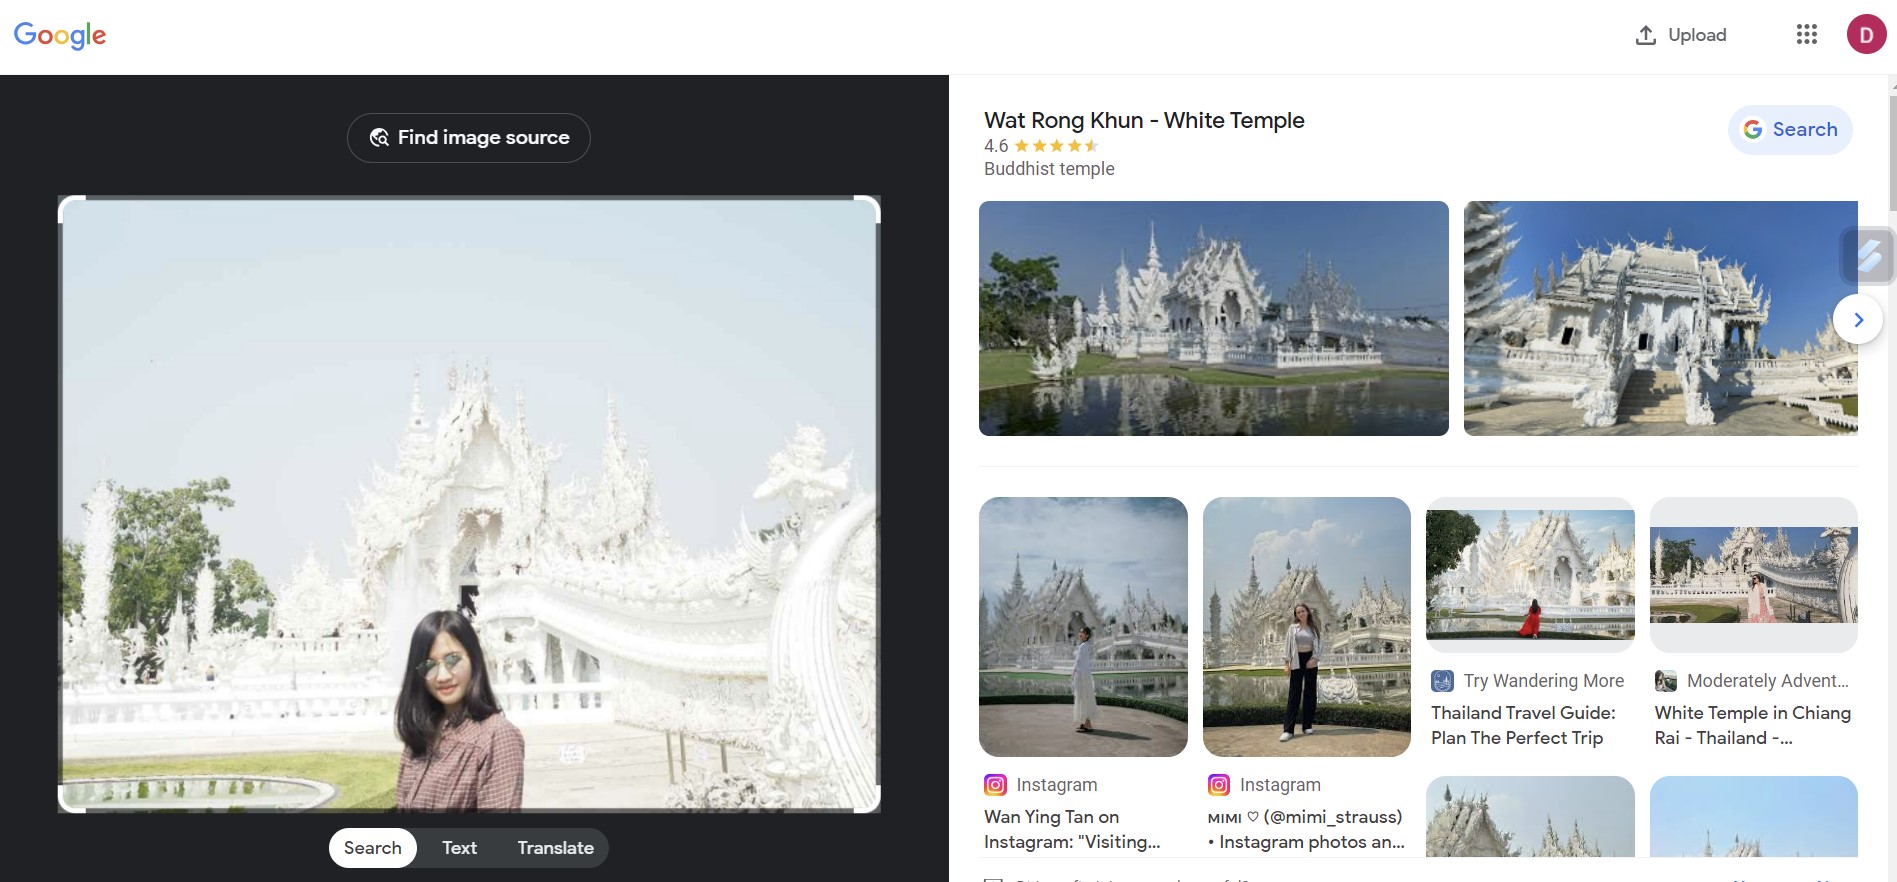 Google
Upload
D
Find image source
Wat Rong Khun - White Temple
4.6
Buddhist temple
Search
Instagram
Wan Ying Tan on
Instagram: "Visiting...
Instagram
ᴍɪᴍɪ ♡ (@mimi_strauss)
• Instagram photos an...
Try Wandering More
Thailand Travel Guide:
Plan The Perfect Trip
Moderately Advent...
White Temple in Chiang
Rai - Thailand -...
Search
Text
Translate